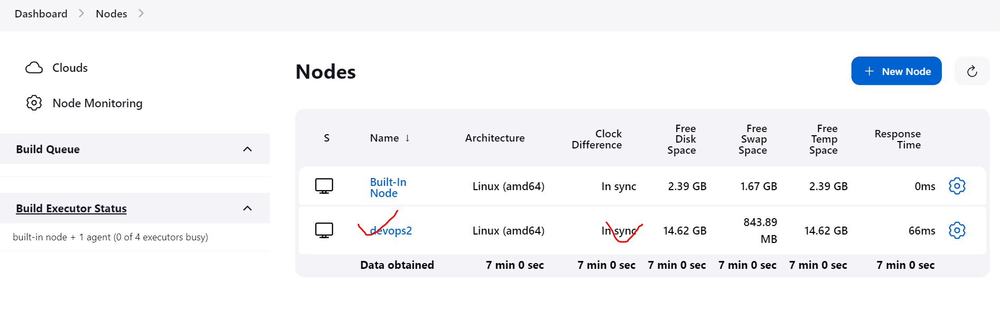 Dashboard Nodes
Clouds
Node Monitoring
Build Queue
Build Executor Status
built-in node + 1 agent (0 of 4 executors busy)
Nodes
+ New Node
S Name ↓ Architecture Clock Difference Free Disk Space Free Swap Space Free Temp Space Response Time
Built-In Node Linux (amd64) In sync 2.39 GB 1.67 GB 2.39 GB 0ms
devops2 Linux (amd64) In sync 14.62 GB 843.89 MB 14.62 GB 66ms
Data obtained 7 min 0 sec 7 min 0 sec 7 min 0 sec 7 min 0 sec 7 min 0 sec 7 min 0 sec